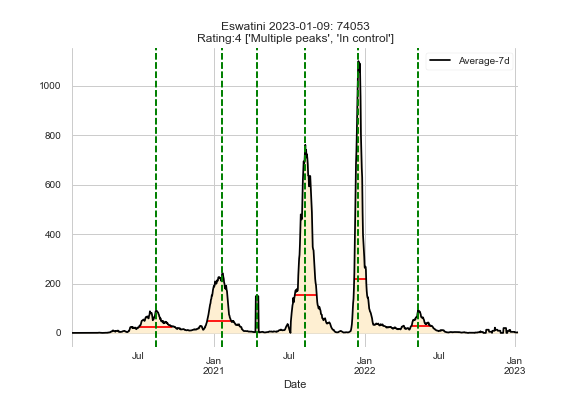 Eswatini 2023-01-09: 74053
Rating:4 ['Multiple peaks', 'In control']
Average-7d
1000
800
600
400
200
0
Jul
Jan
2021
Jul
Jan
2022
Jul
Jan
2023
Date